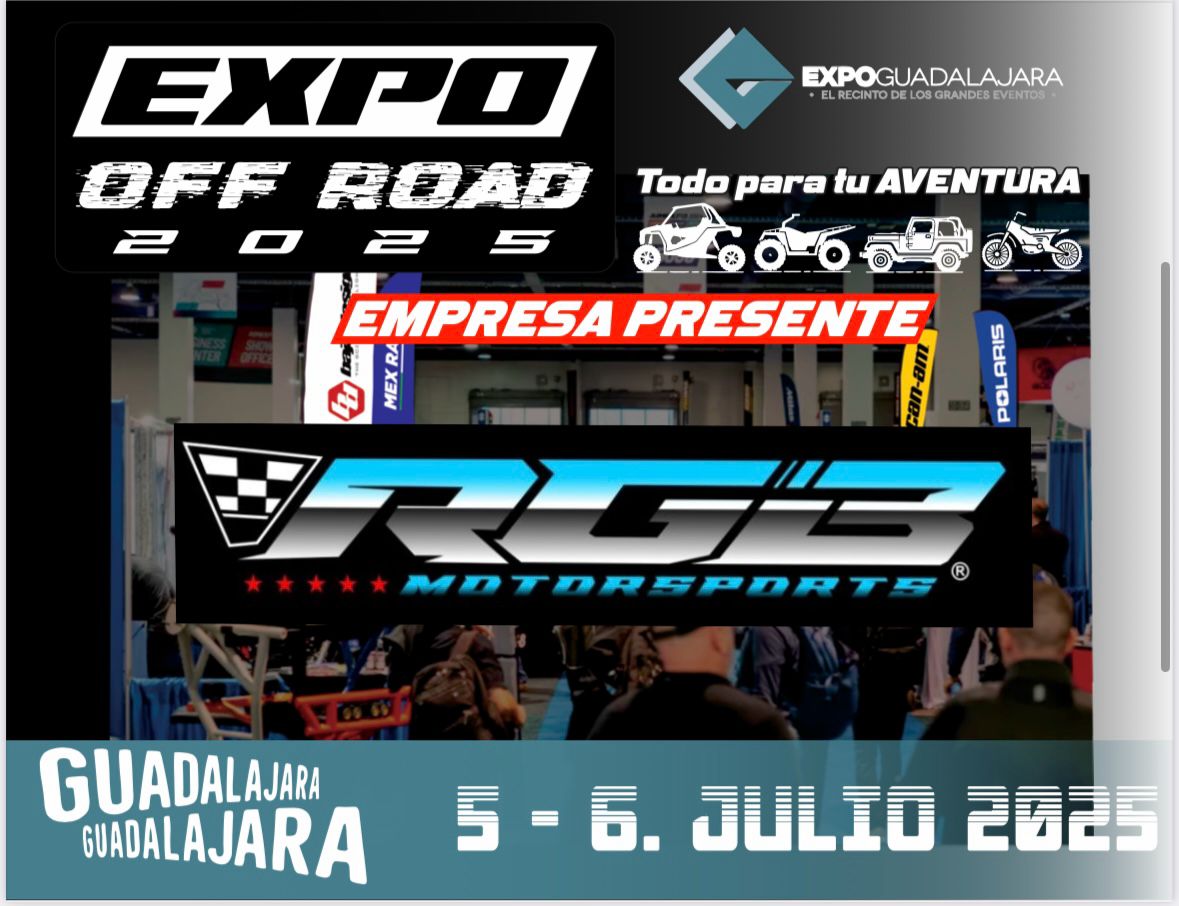 EXPO
OFF ROAD
2025
EXPOGUADALAJARA
• EL RECINTO DE LOS GRANDES EVENTOS •
Todo para tu AVENTURA
EMPRESA PRESENTE
MEX RA
can-am
POLARIS
RGB
MOTORSPORTS ®
GUADALAJARA
GUADALAJARA
5 - 6. JULIO 2025